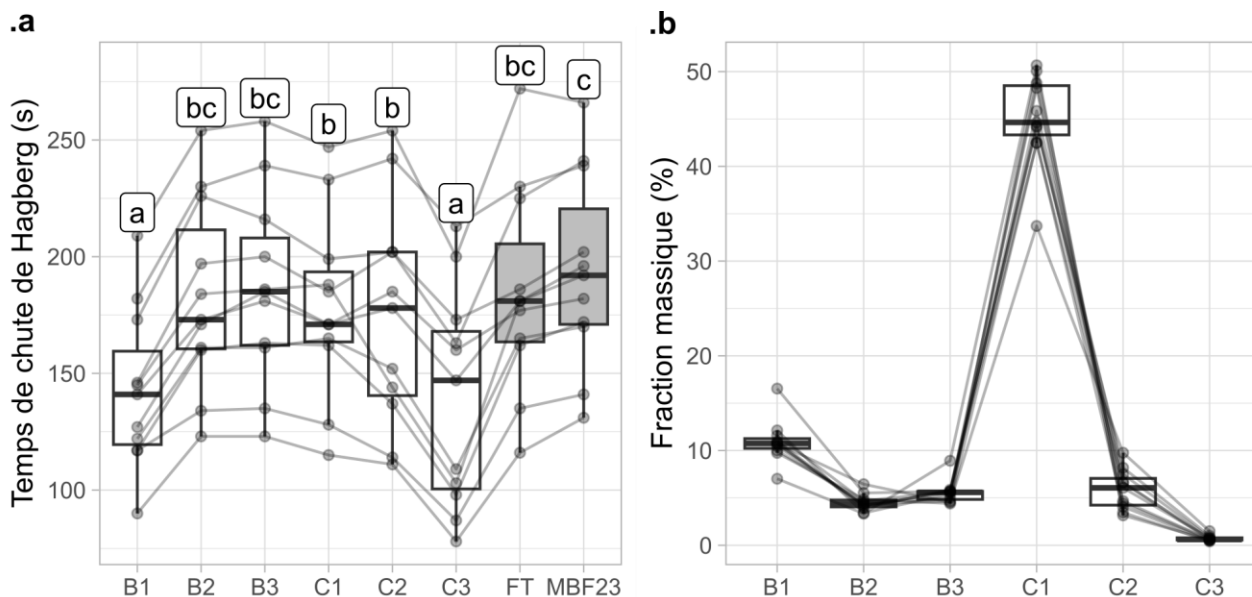 .a
Temps de chute de Hagberg (s)
250
200
150
100
a
bc
bc
b
b
a
bc
c
B1 B2 B3 C1 C2 C3 FT MBF23
.b
Fraction massique (%)
50
40
30
20
10
0
B1 B2 B3 C1 C2 C3